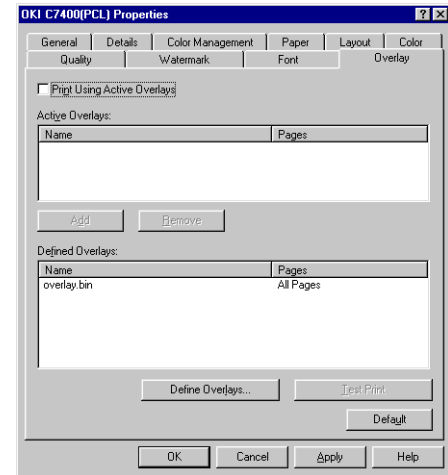 OKI C7400(PCL) Properties
General Details Color Management Paper Layout Color
Quality Watermark Font Overlay
Print Using Active Overlays
Active Overlays:
Name Pages
Add Remove
Defined Overlays:
Name Pages
overlay.bin All Pages
Define Overlays... Test Print
Default
OK Cancel Apply Help